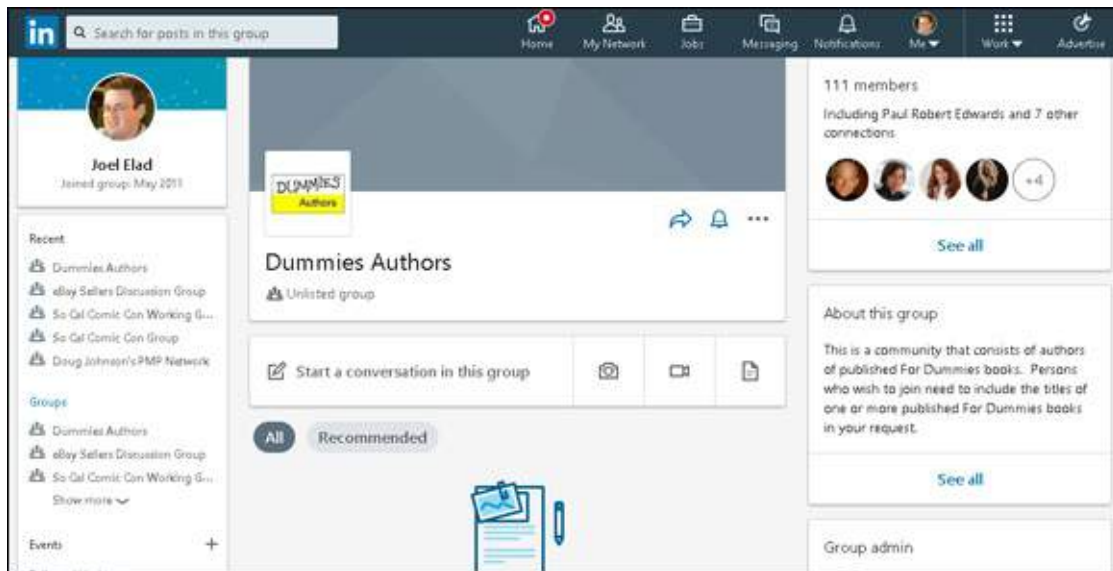 in
Search for posts in this group
Home
My Network
Jobs
Messaging
Notifications
Me
Work
Advertise
Joel Elad
Joined group: May 2011
Recent
Dummies Authors
eBay Sellers Discussion Group
So Cal Comic Con Working G...
So Cal Comic Con Group
Doug Johnson's PMP Network
Groups
Dummies Authors
eBay Sellers Discussion Group
So Cal Comic Con Working G...
Show more
Events
DUMMIES
Authors
Dummies Authors
Unlisted group
Start a conversation in this group
All
Recommended
111 members
Including Paul Robert Edwards and 7 other
connections
+4
See all
About this group
This is a community that consists of authors
of published For Dummies books. Persons
who wish to join need to include the titles of
one or more published For Dummies books
in your request.
See all
Group admin